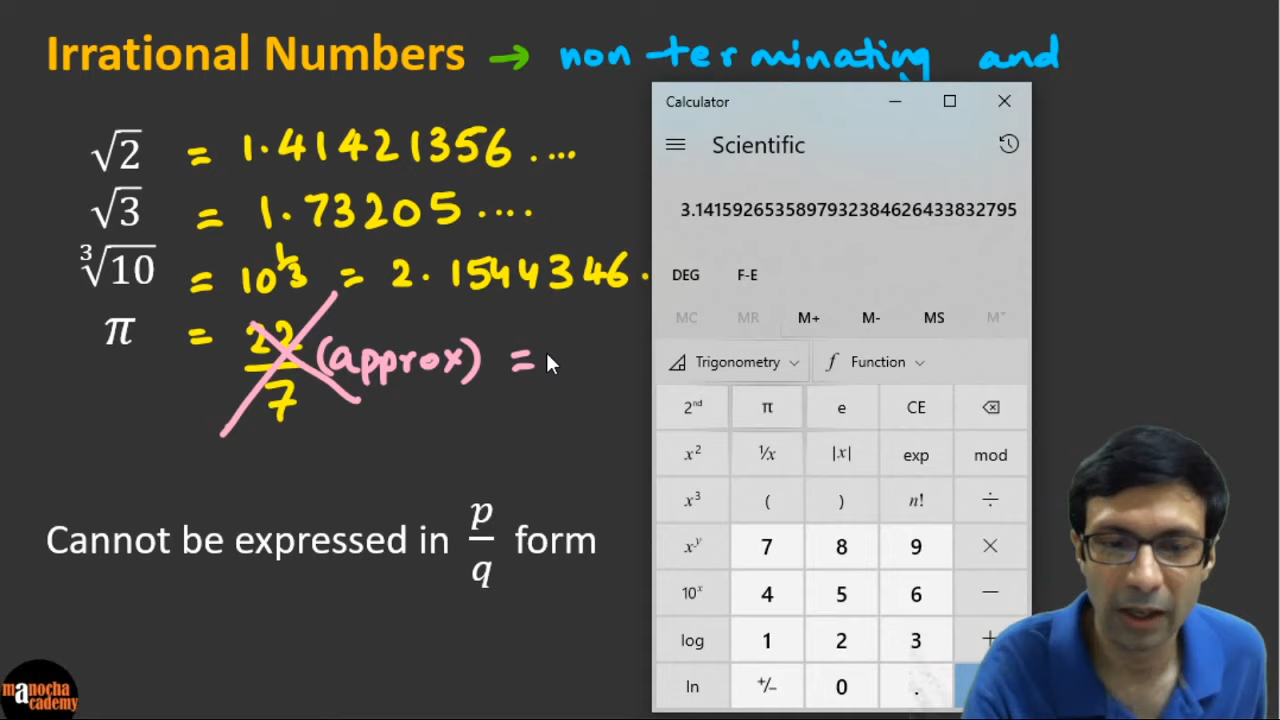 Irrational Numbers → non terminating and
√2 = 1.41421356....
√3 = 1.73205....
∛10 = 10^1/3 = 2.1544346.
π = 22/7 (approx) =
Cannot be expressed in p/q form
manocha
academy
Calculator
Scientific
3.1415926535897932384626433832795
DEG F-E
MC MR M+ M- MS M˅
Trigonometry f Function
2nd π e CE
x² ¹/x |x| exp mod
x³ ( ) n! ÷
xʸ 7 8 9 ×
10ˣ 4 5 6 −
log 1 2 3 +
ln +/− 0 .